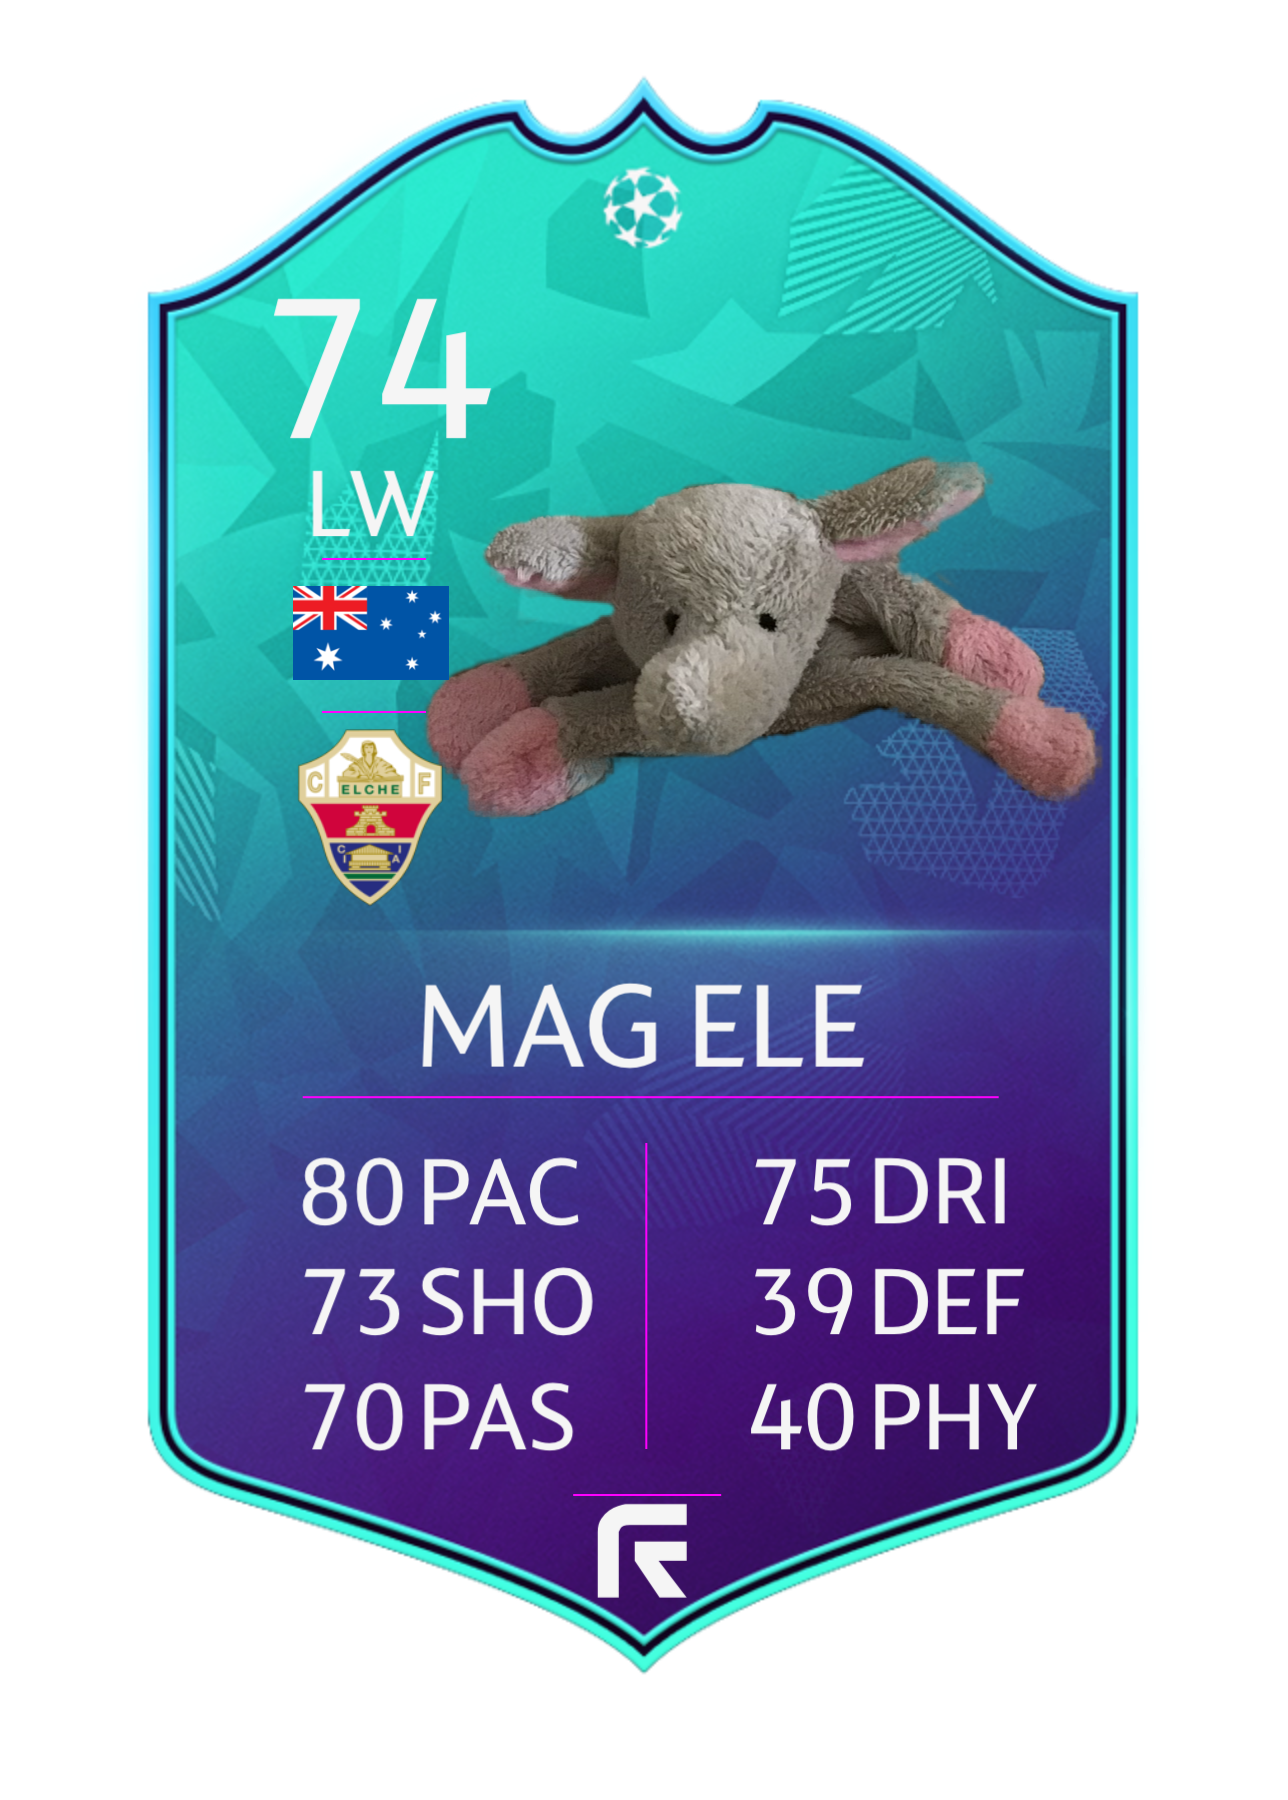 74
LW
C F
ELCHE
C I
I A
MAG ELE
80 PAC 75 DRI
73 SHO 39 DEF
70 PAS 40 PHY